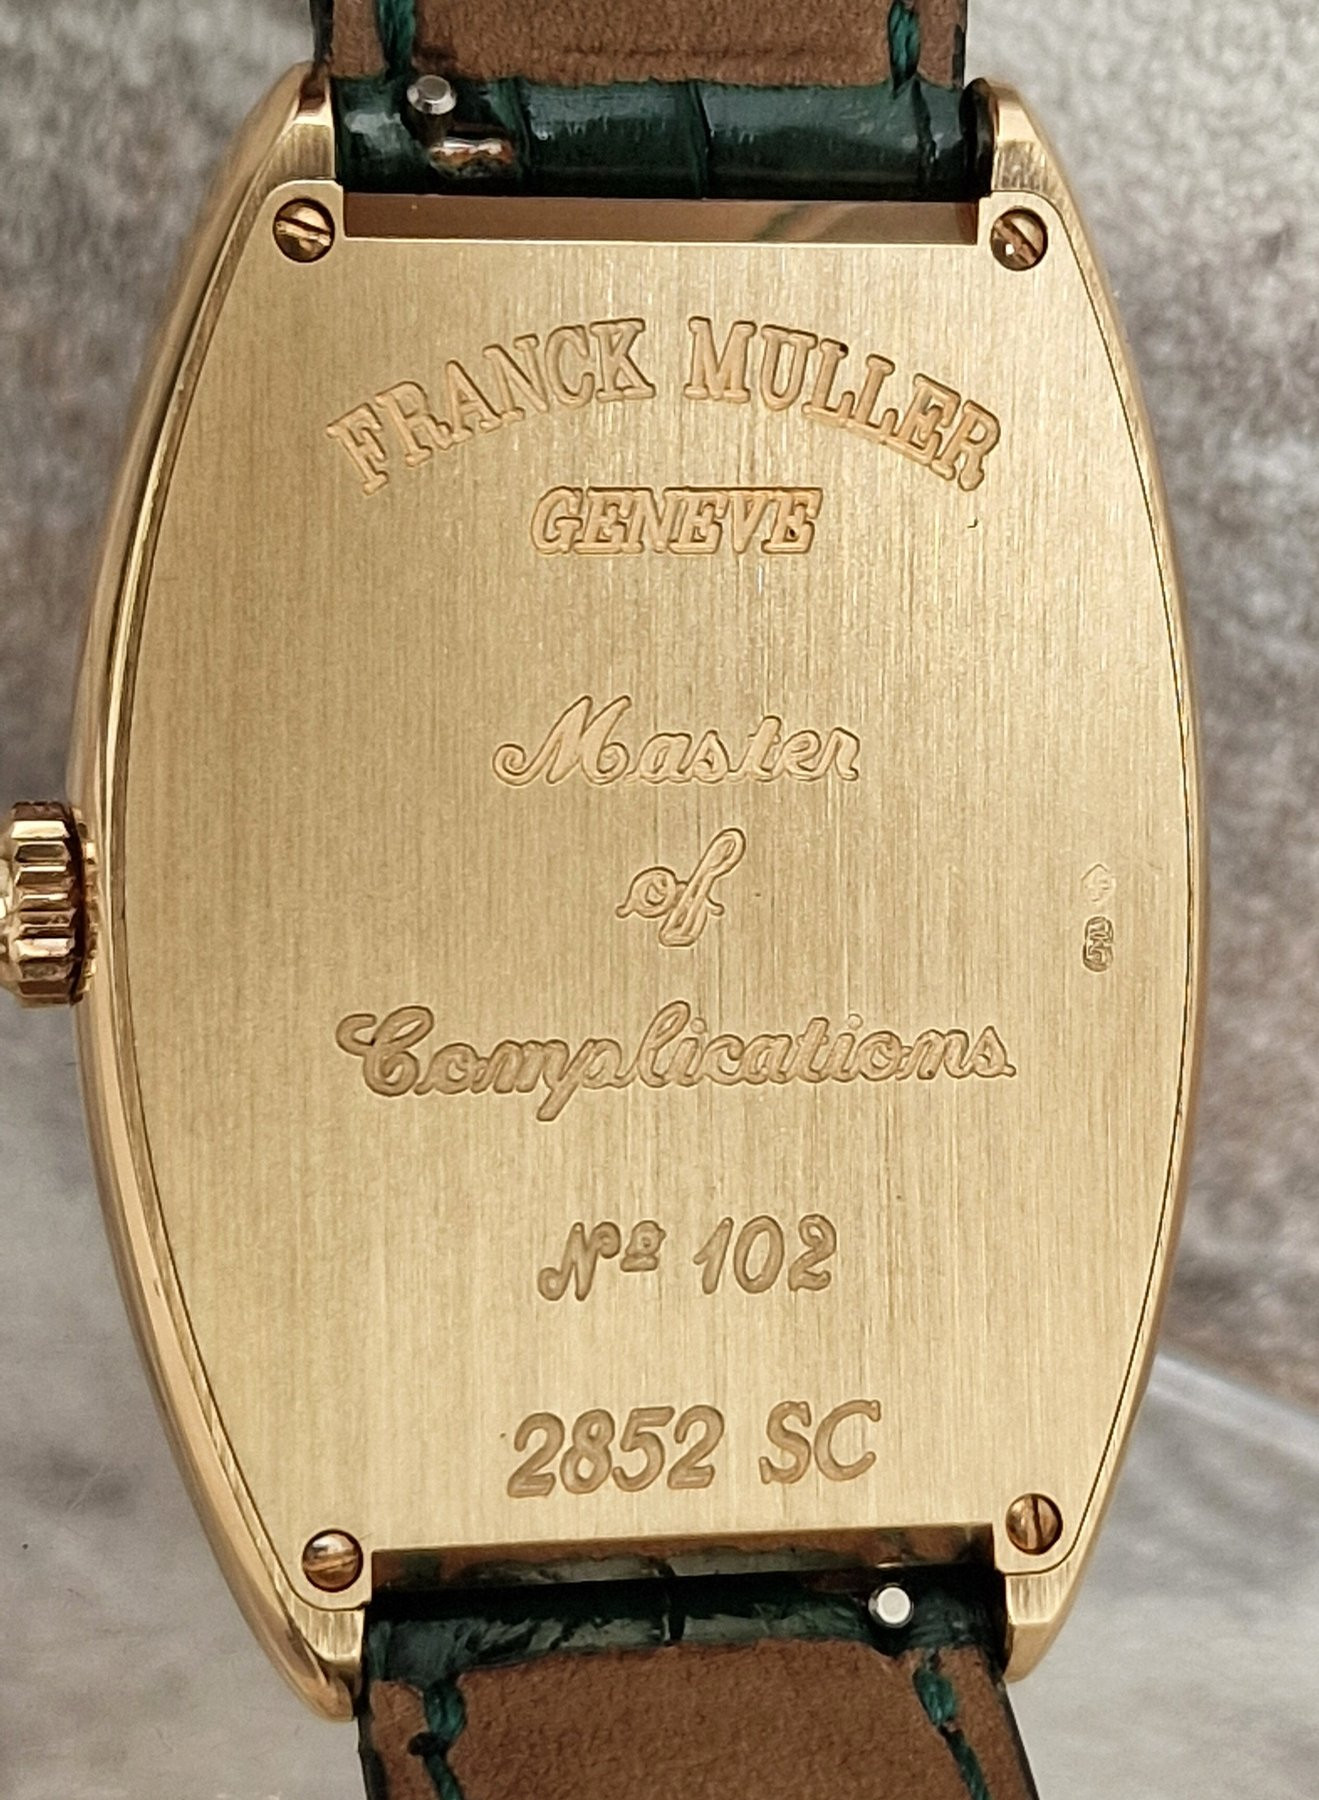 FRANCK MULLER
GENEVE
Master
of
Complications
Nº 102
2852 SC